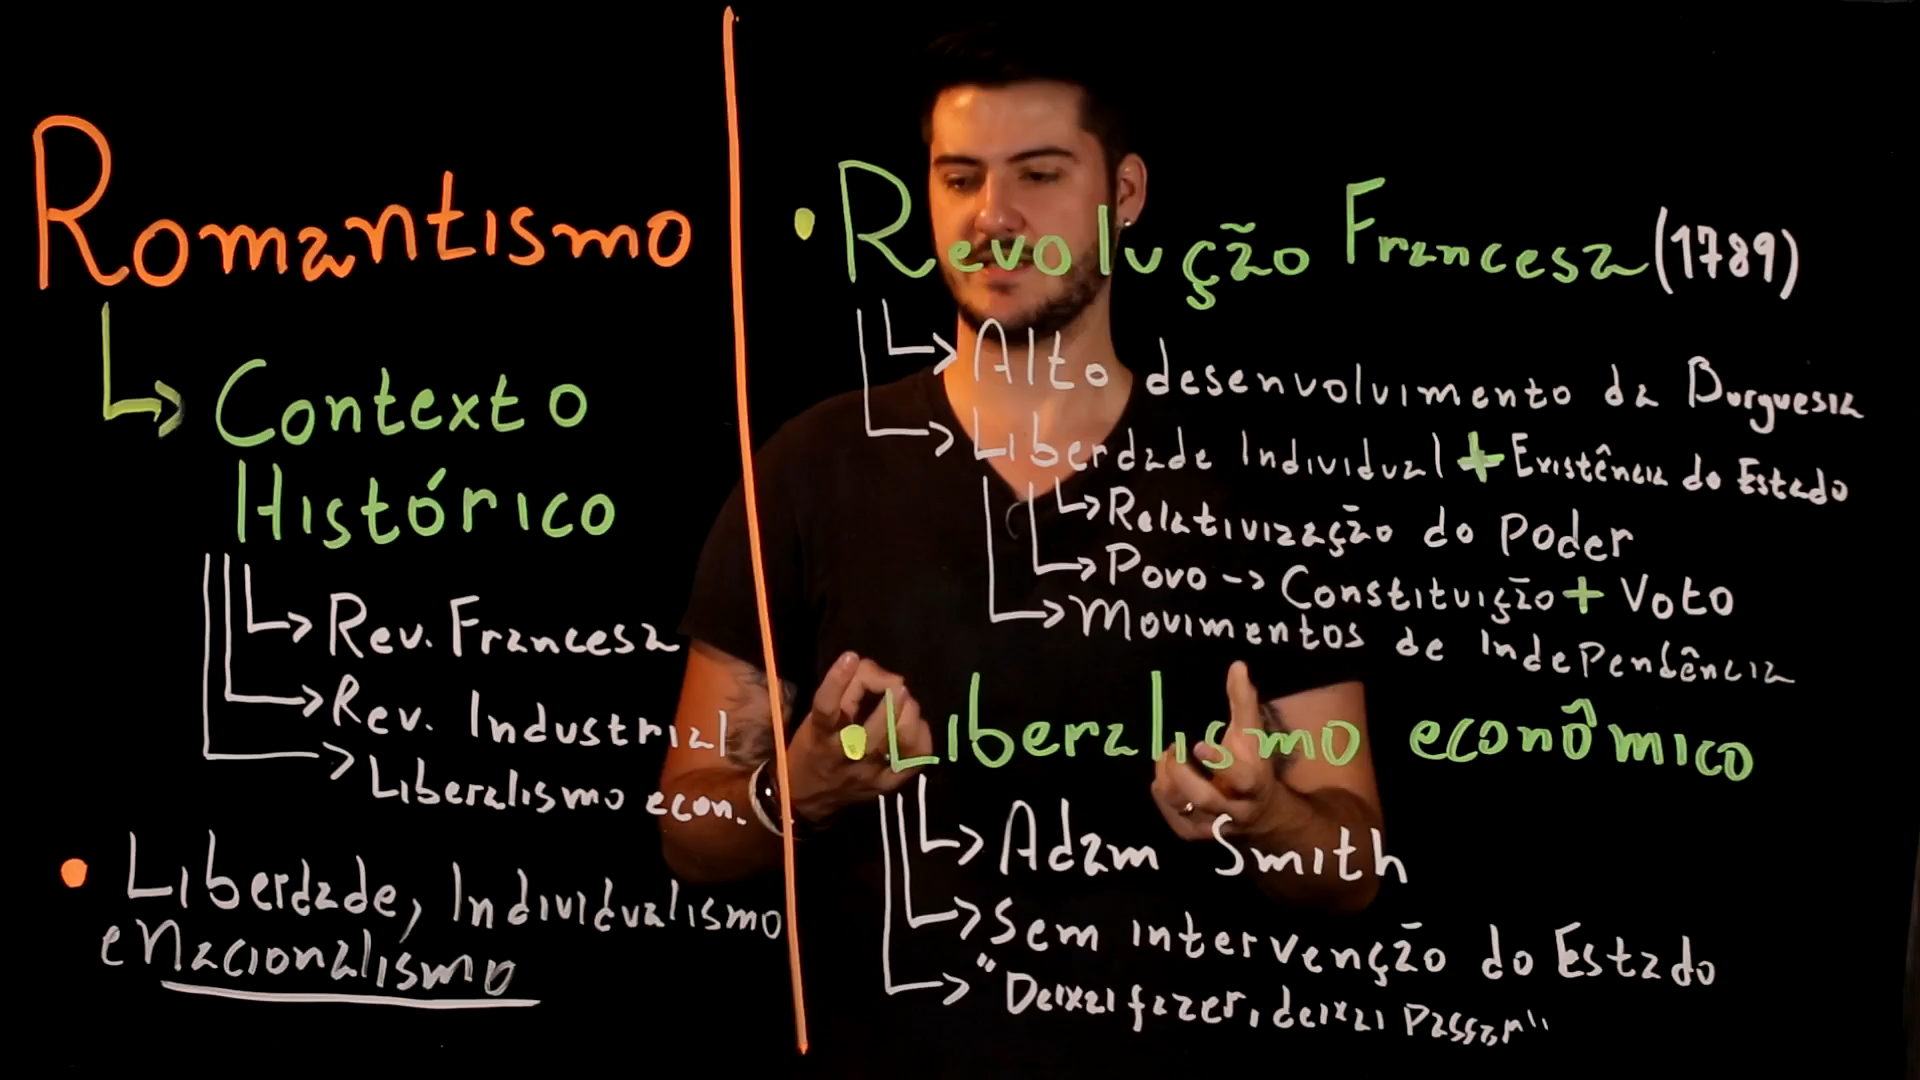 Romantismo
Contexto
Histórico
Rev. Francesa
Rev. Industrial
Liberalismo econ.
Liberdade, Individualismo
e Nacionalismo
Revolução Francesa (1789)
Alto desenvolvimento da Burguesia
Liberdade Individual + Existência do Estado
Relativização do Poder
Povo -> Constituição + Voto
Movimentos de Independência
Liberalismo econômico
Adam Smith
Sem intervenção do Estado
"Deixai fazer, deixai passar"